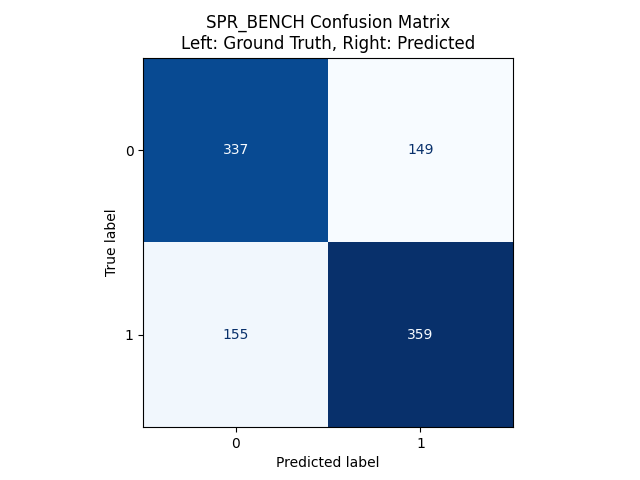 SPR_BENCH Confusion Matrix
Left: Ground Truth, Right: Predicted
True label
0
337
149
1
155
359
0
1
Predicted label